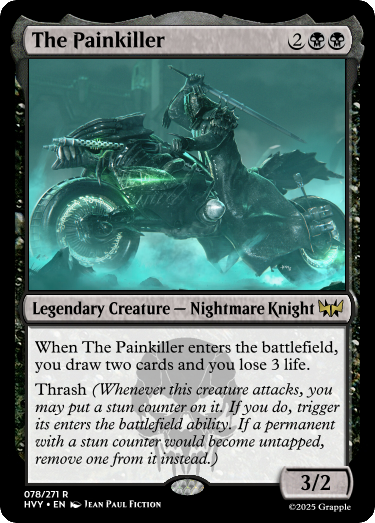 The Painkiller 2
Legendary Creature — Nightmare Knight
When The Painkiller enters the battlefield,
you draw two cards and you lose 3 life.
Thrash (Whenever this creature attacks, you
may put a stun counter on it. If you do, trigger
its enters the battlefield ability. If a permanent
with a stun counter would become untapped,
remove one from it instead.)
3/2
078/271 R
HVY • EN Jean Paul Fiction
©2025 Grapple